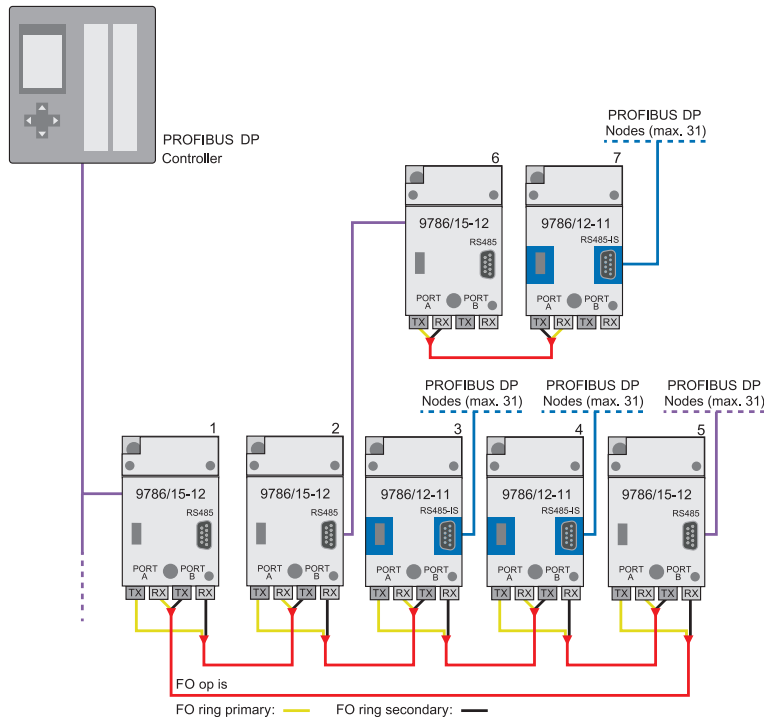 PROFIBUS DP
Controller
PROFIBUS DP
Nodes (max. 31)
6
7
9786/15-12
RS485
PORT A
PORT B
TX RX TX RX
9786/12-11
RS485-IS
PORT A
PORT B
TX RX TX RX
PROFIBUS DP
Nodes (max. 31)
PROFIBUS DP
Nodes (max. 31)
PROFIBUS DP
Nodes (max. 31)
1
2
3
4
5
9786/15-12
RS485
PORT A
PORT B
TX RX TX RX
9786/15-12
RS485
PORT A
PORT B
TX RX TX RX
9786/12-11
RS485-IS
PORT A
PORT B
TX RX TX RX
9786/12-11
RS485-IS
PORT A
PORT B
TX RX TX RX
9786/15-12
RS485
PORT A
PORT B
TX RX TX RX
FO op is
FO ring primary:
FO ring secondary: